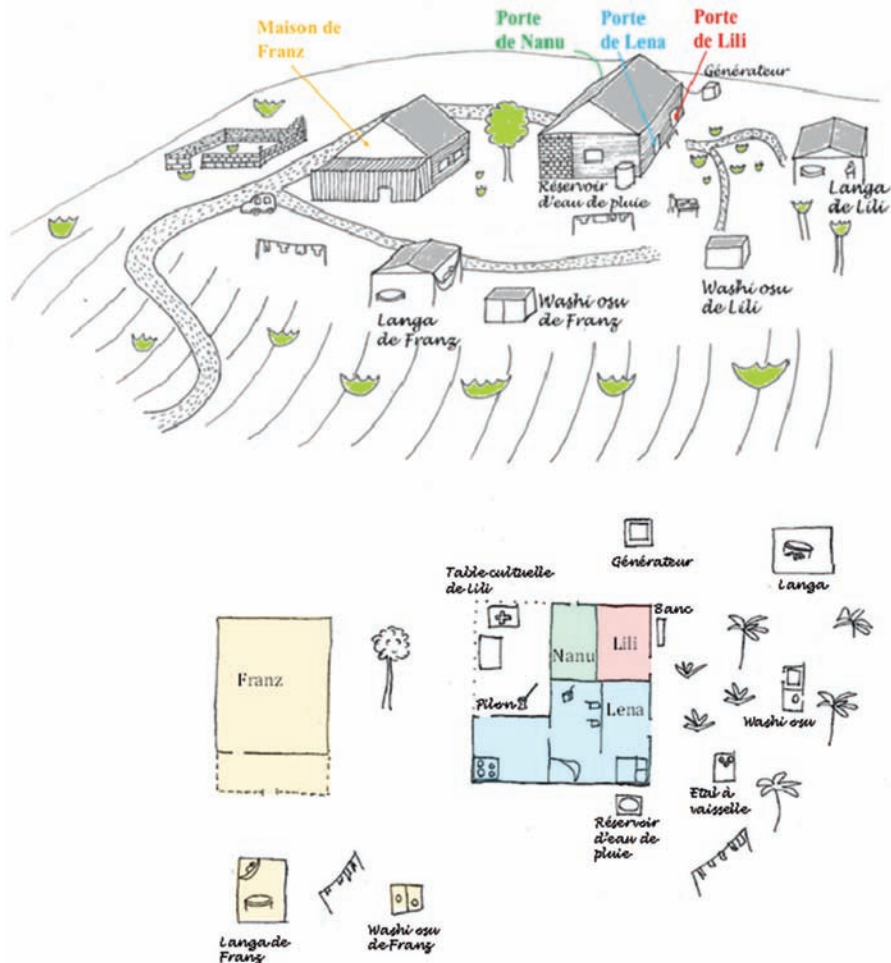 Maison de
Franz
Porte
de Nanu
Porte
de Lena
Porte
de Lili
Générateur
Réservoir
d'eau de pluie
Langa
de Lili
Washi osu
de Lili
Washi osu
de Franz
Langa
de Franz
Générateur
Langa
Table cultuelle
de Lili
Banc
Nanu
Lili
Franz
Pilon
Lena
Washi osu
Etal à
vaisselle
Réservoir
d'eau de
pluie
Langa de
Franz
Washi osu
de Franz